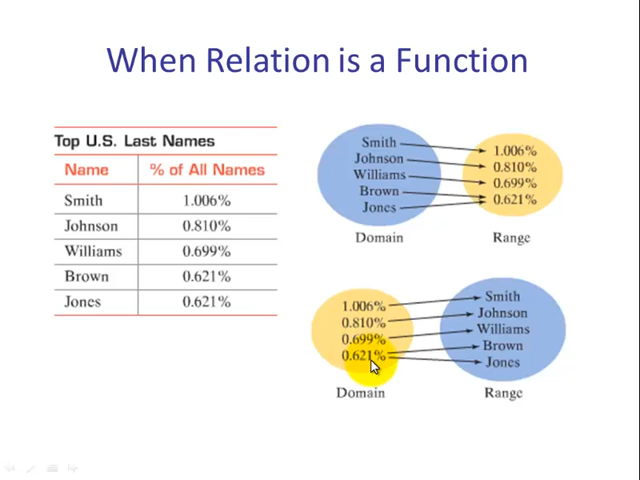 When Relation is a Function
Top U.S. Last Names
Name % of All Names
Smith 1.006%
Johnson 0.810%
Williams 0.699%
Brown 0.621%
Jones 0.621%
Smith 1.006%
Johnson 0.810%
Williams 0.699%
Brown 0.621%
Jones
Domain Range
1.006% Smith
0.810% Johnson
0.699% Williams
0.621% Brown
Jones
Domain Range